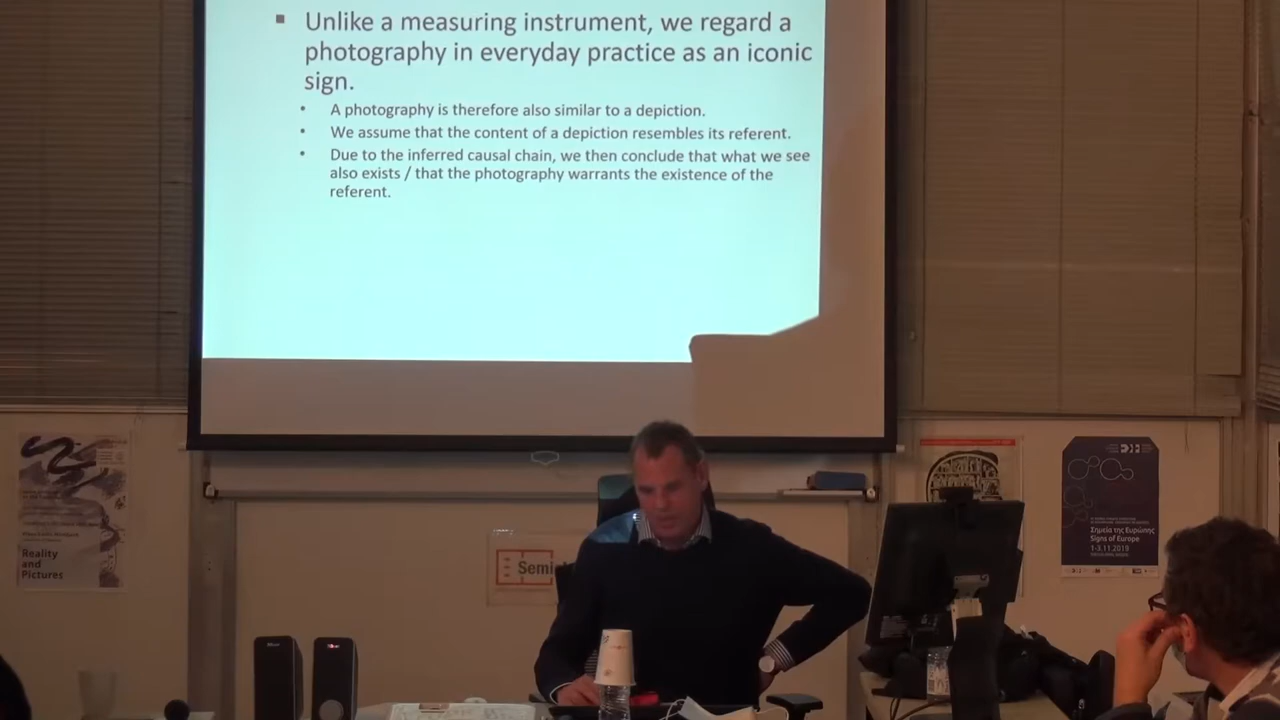 Unlike a measuring instrument, we regard a
photography in everyday practice as an iconic
sign.
A photography is therefore also similar to a depiction.
We assume that the content of a depiction resembles its referent.
Due to the inferred causal chain, we then conclude that what we see
also exists / that the photography warrants the existence of the
referent.
Reality
and
Pictures
Semi
Σημεία της Ευρώπης
Signs of Europe
1-3.11.2019